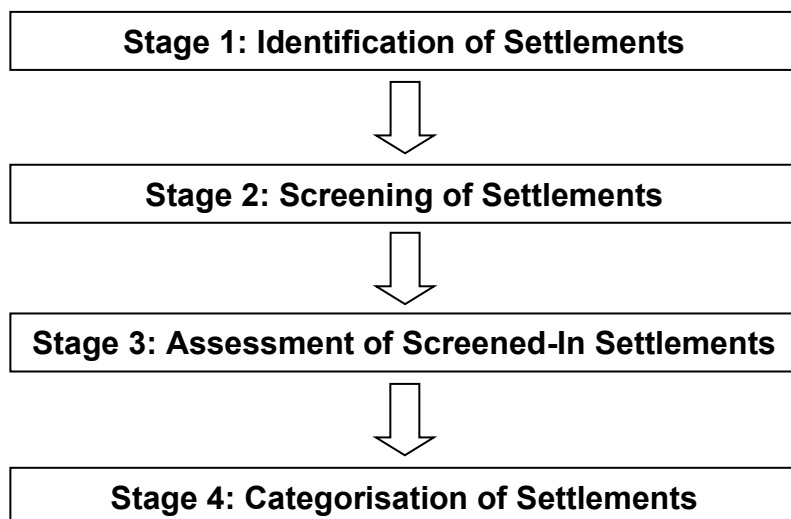 Stage 1: Identification of Settlements
Stage 2: Screening of Settlements
Stage 3: Assessment of Screened-In Settlements
Stage 4: Categorisation of Settlements